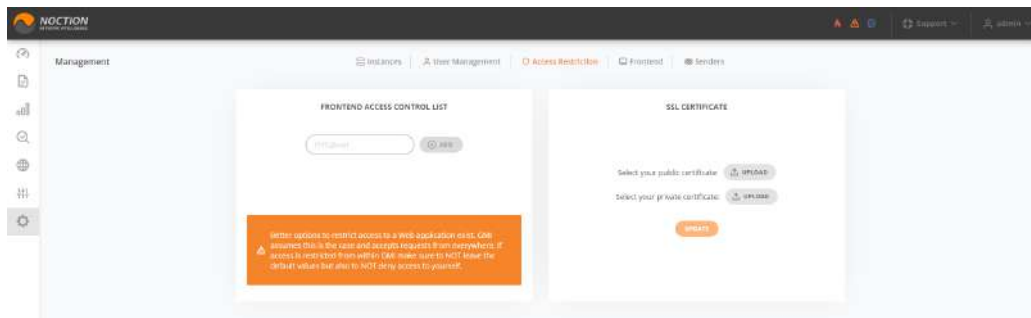 NOCTION
Support
admin
Management
Instances
User Management
Access Restriction
Frontend
Senders
FRONTEND ACCESS CONTROL LIST
ADD
Better options to restrict access to a Web application exist. GMI
assumes this is the case and accepts requests from everywhere. If
access is restricted from within GMI make sure to NOT leave the
default values but also to NOT deny access to yourself.
SSL CERTIFICATE
Select your public certificate:
UPLOAD
Select your private certificate:
UPLOAD
UPDATE